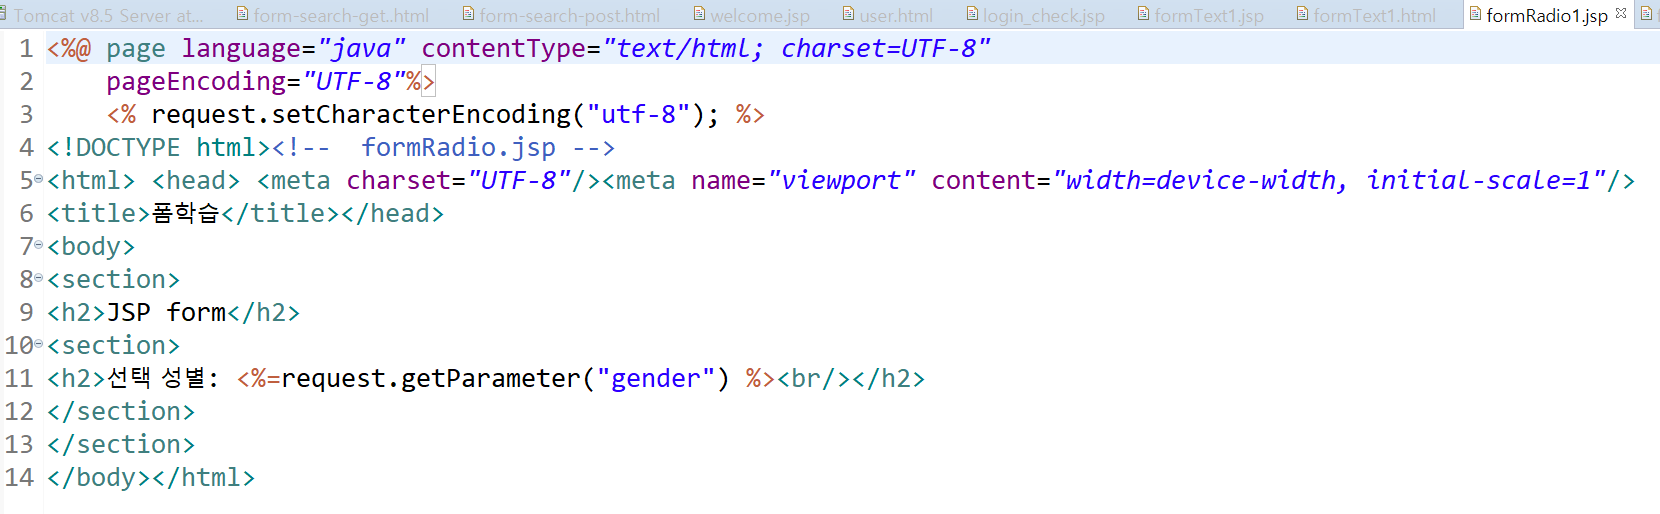 Tomcat v8.5 Server at... form-search-get..html form-search-post.html welcome.jsp user.html login_check.jsp formText1.jsp formText1.html formRadio1.jsp
1 <%@ page language="java" contentType="text/html; charset=UTF-8"
2     pageEncoding="UTF-8"%>
3     <% request.setCharacterEncoding("utf-8"); %>
4 <!DOCTYPE html><!--  formRadio.jsp -->
5 <html> <head> <meta charset="UTF-8"/><meta name="viewport" content="width=device-width, initial-scale=1"/>
6 <title>폼학습</title></head>
7 <body>
8 <section>
9 <h2>JSP form</h2>
10 <section>
11 <h2>선택 성별: <%=request.getParameter("gender") %><br/></h2>
12 </section>
13 </section>
14 </body></html>